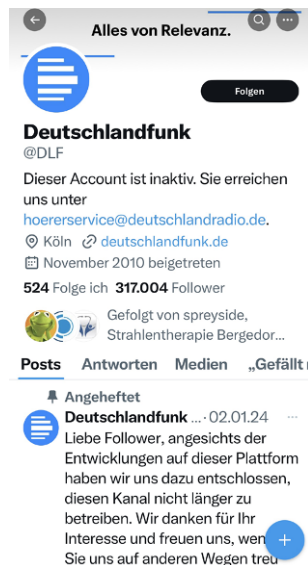 Alles von Relevanz.
Folgen
Deutschlandfunk
@DLF
Dieser Account ist inaktiv. Sie erreichen
uns unter
hoererservice@deutschlandradio.de.
Köln deutschlandfunk.de
November 2010 beigetreten
524 Folge ich 317.004 Follower
Gefolgt von spreyside,
Strahlentherapie Bergedor...
Posts Antworten Medien „Gefällt
Angeheftet
Deutschlandfunk ... · 02.01.24 ...
Liebe Follower, angesichts der
Entwicklungen auf dieser Plattform
haben wir uns dazu entschlossen,
diesen Kanal nicht länger zu
betreiben. Wir danken für Ihr
Interesse und freuen uns,
Sie uns auf anderen Wegen treu